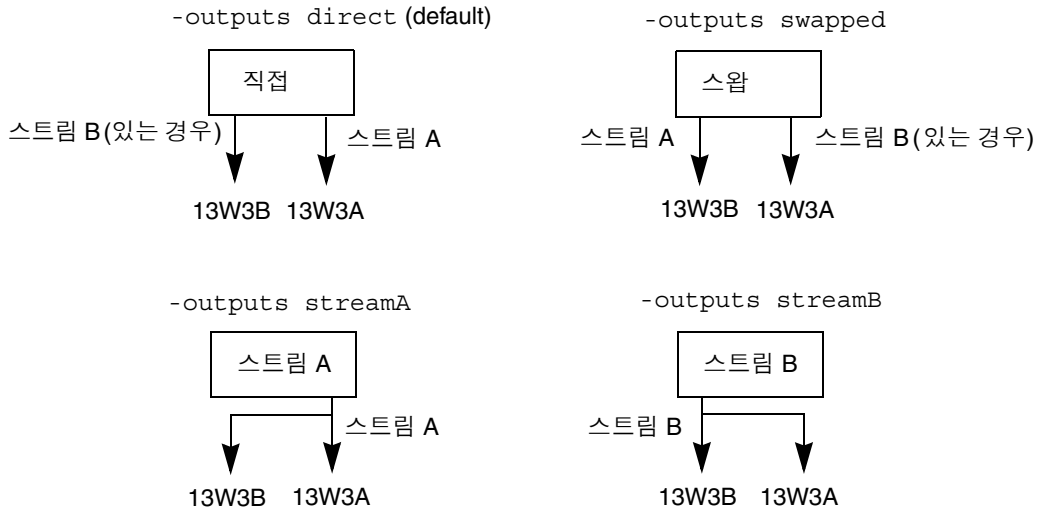 -outputs direct (default)
직접
스트림 B(있는 경우)
스트림 A
13W3B 13W3A
-outputs swapped
스왑
스트림 A
스트림 B(있는 경우)
13W3B 13W3A
-outputs streamA
스트림 A
스트림 A
13W3B 13W3A
-outputs streamB
스트림 B
스트림 B
13W3B 13W3A